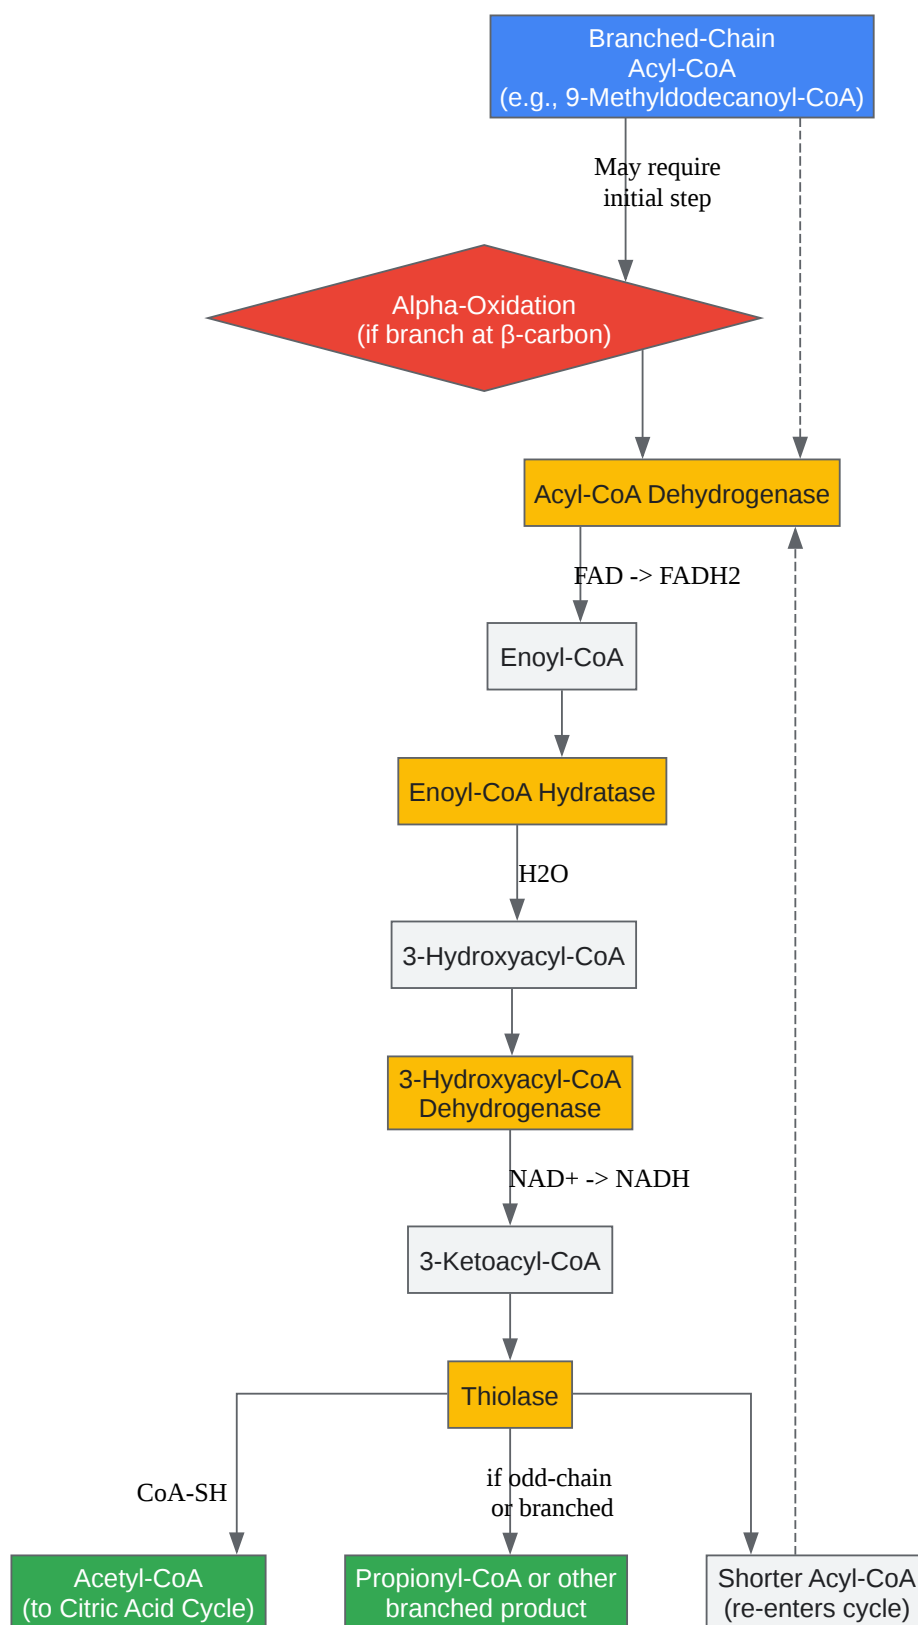 Branched-Chain
Acyl-CoA
(e.g., 9-Methyldodecanoyl-CoA)
May require
initial step
Alpha-Oxidation
(if branch at β-carbon)
Acyl-CoA Dehydrogenase
FAD -> FADH2
Enoyl-CoA
Enoyl-CoA Hydratase
H2O
3-Hydroxyacyl-CoA
3-Hydroxyacyl-CoA
Dehydrogenase
NAD+ -> NADH
3-Ketoacyl-CoA
Thiolase
CoA-SH
if odd-chain
or branched
Acetyl-CoA
(to Citric Acid Cycle)
Propionyl-CoA or other
branched product
Shorter Acyl-CoA
(re-enters cycle)